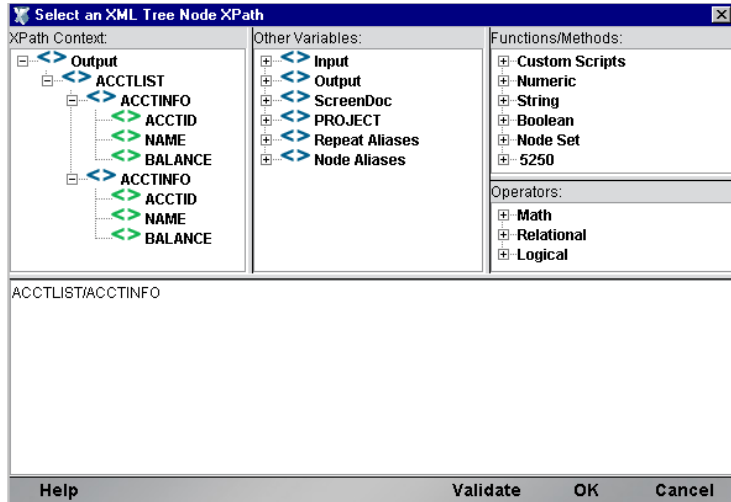 Select an XML Tree Node XPath
XPath Context:
Output
ACCTLIST
ACCTINFO
ACCTID
NAME
BALANCE
ACCTINFO
ACCTID
NAME
BALANCE
Other Variables:
Input
Output
ScreenDoc
PROJECT
Repeat Aliases
Node Aliases
Functions/Methods:
Custom Scripts
Numeric
String
Boolean
Node Set
5250
Operators:
Math
Relational
Logical
ACCTLIST/ACCTINFO
Help Validate OK Cancel